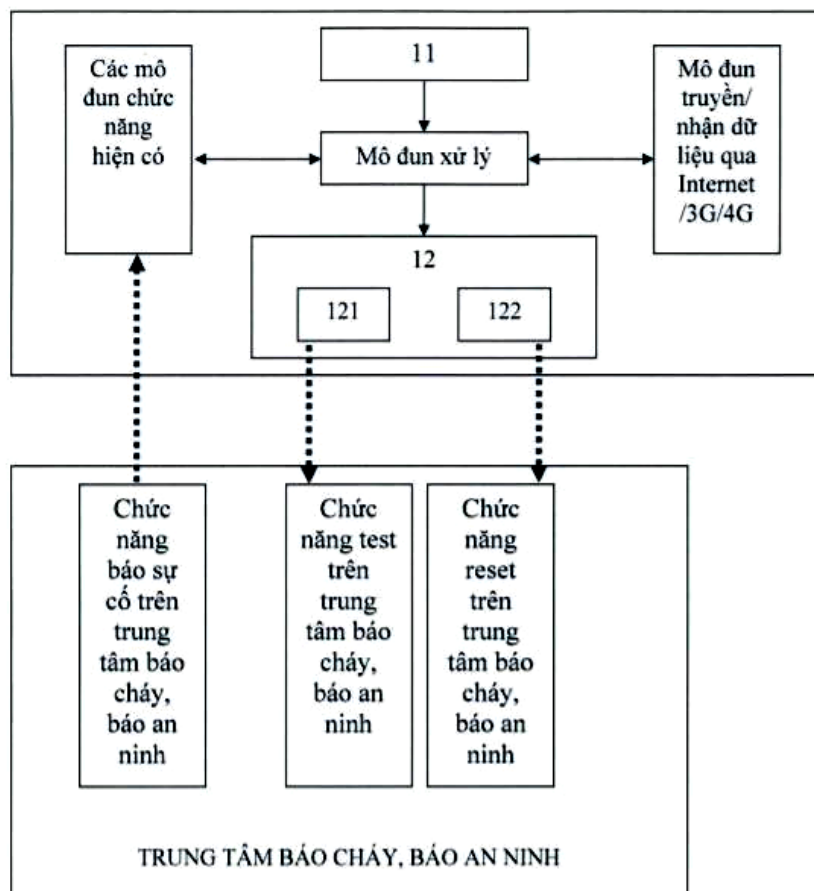 11
Các mô
đun chức
năng
hiện có
Mô đun xử lý
Mô đun
truyền/
nhận dữ
liệu qua
Internet
/3G/4G
12
121
122
Chức
năng
báo sự
cố trên
trung
tâm báo
cháy,
báo an
ninh
Chức
năng test
trên
trung
tâm báo
cháy,
báo an
ninh
Chức
năng
reset
trên
trung
tâm báo
cháy,
báo an
ninh
TRUNG TÂM BÁO CHÁY, BÁO AN NINH